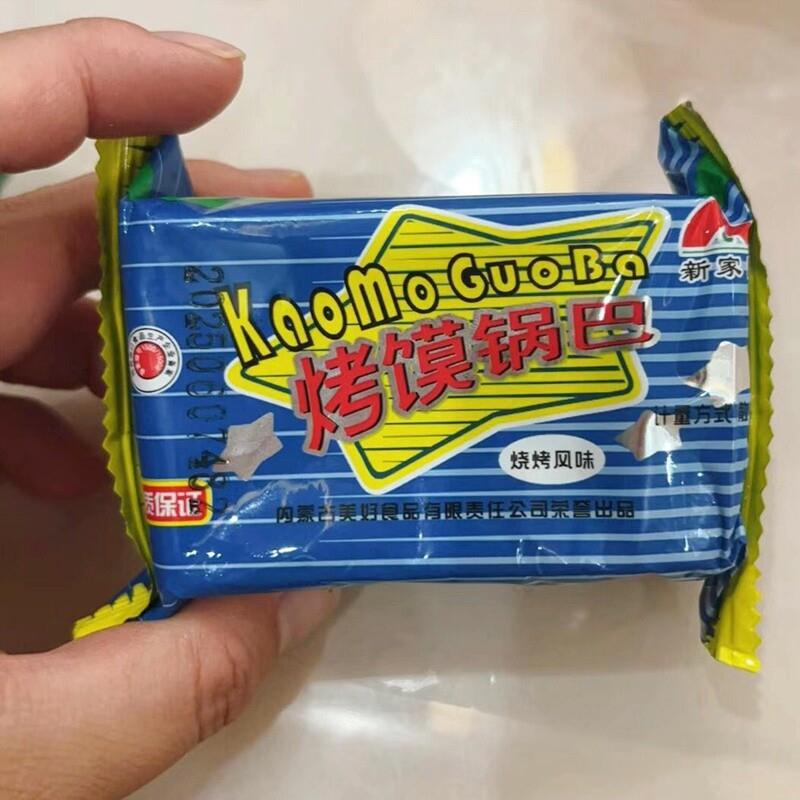 新家
KaoMoGuoBa
烤馍锅巴
计量方式
烧烤风味
质保证
内蒙古美好食品有限责任公司荣誉出品